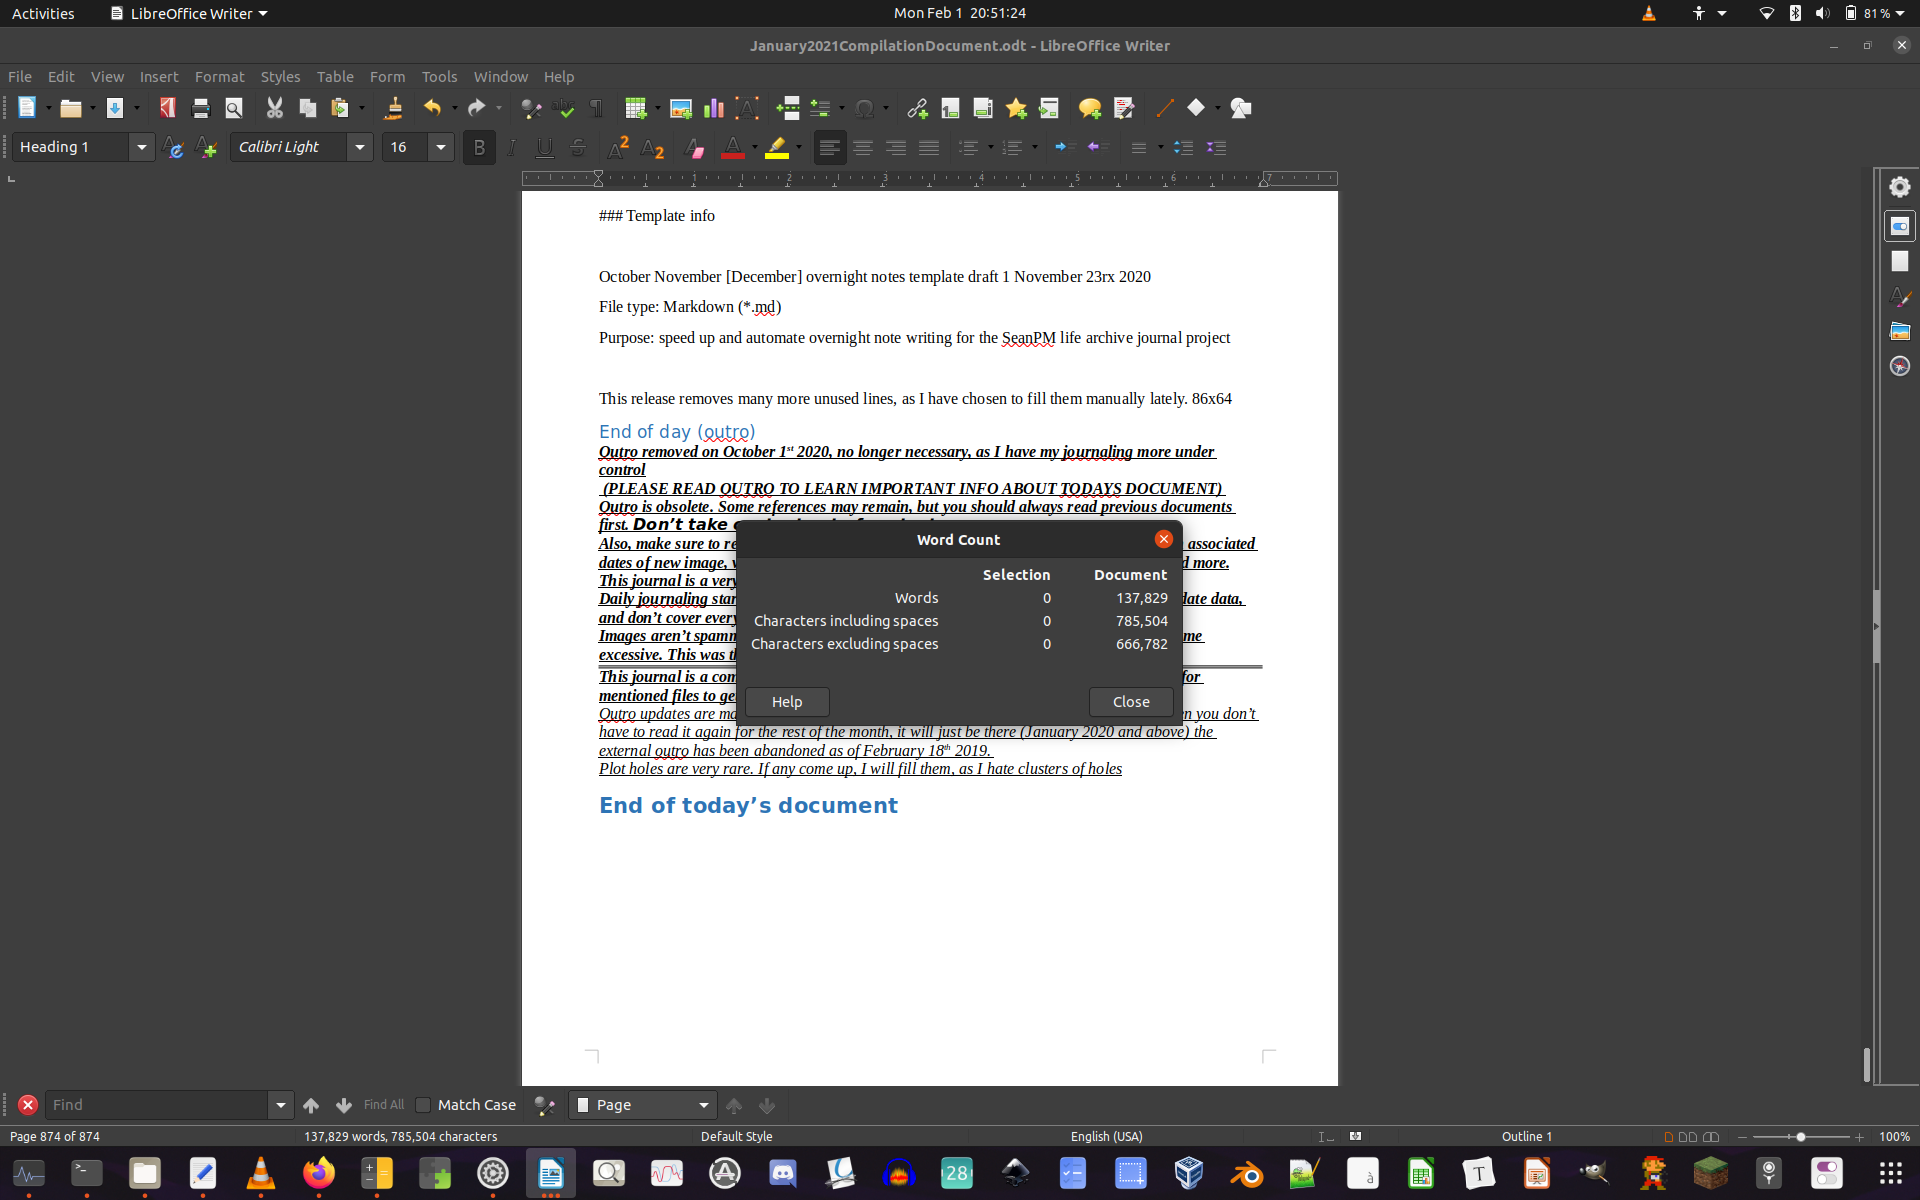 Activities
LibreOffice Writer
Mon Feb 1 20:51:24
81 %
January2021CompilationDocument.odt - LibreOffice Writer
File Edit View Insert Format Styles Table Form Tools Window Help
Heading 1
Calibri Light
16
1 2 3 4 5 6 7
### Template info
October November [December] overnight notes template draft 1 November 23rx 2020
File type: Markdown (*.md)
Purpose: speed up and automate overnight note writing for the SeanPM life archive journal project
This release removes many more unused lines, as I have chosen to fill them manually lately. 86x64
End of day (outro)
Outro removed on October 1st 2020, no longer necessary, as I have my journaling more under
control
(PLEASE READ OUTRO TO LEARN IMPORTANT INFO ABOUT TODAYS DOCUMENT)
Outro is obsolete. Some references may remain, but you should always read previous documents
first. Don’t take
Also, make sure to re associated
dates of new image, v d more.
This journal is a very
Daily journaling star date data,
and don’t cover every
Images aren’t spamm me
excessive. This was th
This journal is a com for
mentioned files to ge
Outro updates are ma n you don’t
have to read it again for the rest of the month, it will just be there (January 2020 and above) the
external outro has been abandoned as of February 18th 2019.
Plot holes are very rare. If any come up, I will fill them, as I hate clusters of holes
End of today’s document
Word Count
Selection Document
Words 0 137,829
Characters including spaces 0 785,504
Characters excluding spaces 0 666,782
Help Close
Find
Find All
Match Case
Page
Page 874 of 874
137,829 words, 785,504 characters
Default Style
English (USA)
Outline 1
100%
28